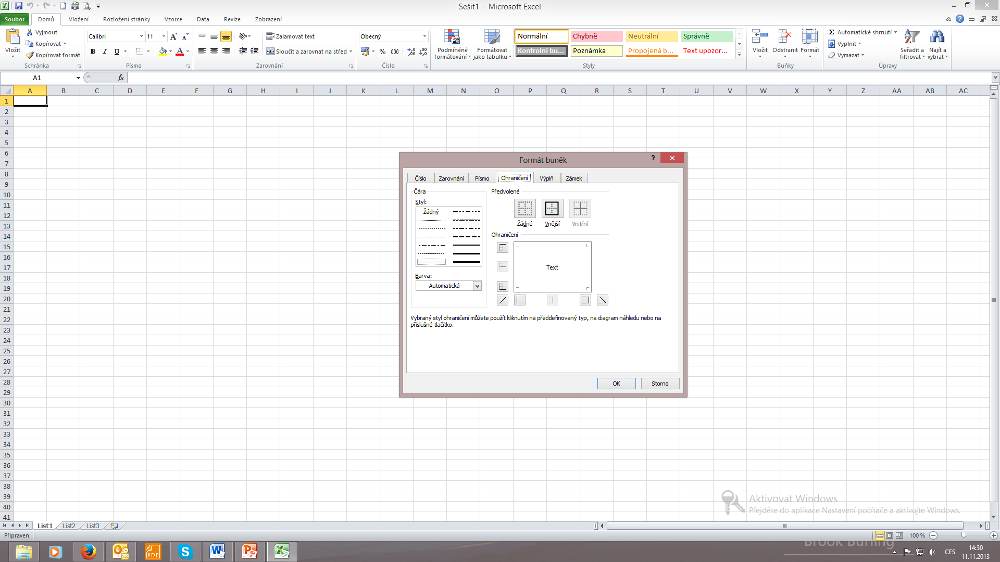 Sešit1 - Microsoft Excel
Soubor Domů Vložení Rozložení stránky Vzorce Data Revize Zobrazení
Vložit
Vyjmout
Kopírovat
Kopírovat formát
Schránka
Calibri 11
B I U
Písmo
Zalamovat text
Sloučit a zarovnat na střed
Zarovnání
Obecný
% 000
Číslo
Podmíněné formátování
Formátovat jako tabulku
Normální Chybně Neutrální Správně
Kontrolní bu... Poznámka Propojená b... Text upozor...
Styly
Vložit Odstranit Formát
Buňky
Σ Automatické shrnutí
Vyplnit
Vymazat
Seřadit a filtrovat
Najít a vybrat
Úpravy
A1 fx
A B C D E F G H I J K L M N O P Q R S T U V W X Y Z AA AB AC
1
2
3
4
5
6
7
8
9
10
11
12
13
14
15
16
17
18
19
20
21
22
23
24
25
26
27
28
29
30
31
32
33
34
35
36
37
38
39
40
41
Formát buněk ?
Číslo Zarovnání Písmo Ohraničení Výplň Zámek
Čára
Styl:
Žádný
Barva:
Automatická
Předvolené
Žádné Vnější Vnitřní
Ohraničení
Text
Vybraný styl ohraničení můžete použít kliknutím na předdefinovaný typ, na diagram náhledu nebo na
příslušné tlačítko.
OK Storno
Aktivovat Windows
Přejděte do aplikace Nastavení počítače a aktivujte Windows.
List1 List2 List3
Připraven 100 %
PDF
Brook Burling
CES
14:30
11.11.2013